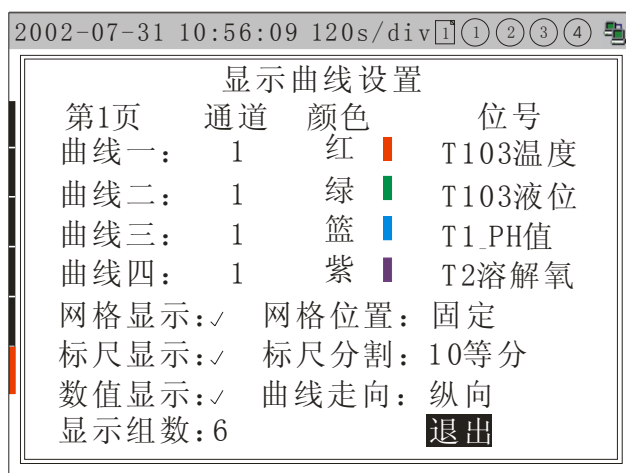 2002-07-31 10:56:09 120s/div 1 1 2 3 4
显示曲线设置
第1页 通道 颜色 位号
曲线一: 1 红 T103温度
曲线二: 1 绿 T103液位
曲线三: 1 篮 T1_PH值
曲线四: 1 紫 T2溶解氧
网格显示:✓ 网格位置: 固定
标尺显示:✓ 标尺分割: 10等分
数值显示:✓ 曲线走向: 纵向
显示组数:6 退出